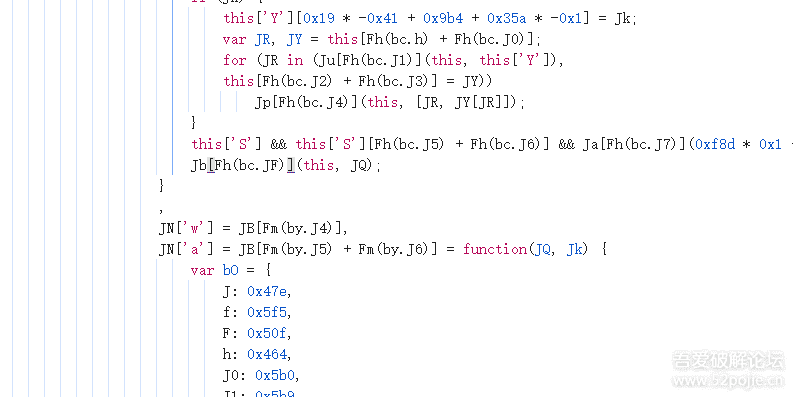 this['Y'][0x19 * -0x41 + 0x9b4 + 0x35a * -0x1] = Jk;
var JR, JY = this[Fh(bc.h) + Fh(bc.J0)];
for (JR in (Ju[Fh(bc.J1)](this, this['Y']),
this[Fh(bc.J2) + Fh(bc.J3)] = JY))
Jp[Fh(bc.J4)](this, [JR, JY[JR]]);
}
this['S'] && this['S'][Fh(bc.J5) + Fh(bc.J6)] && Ja[Fh(bc.J7)](0xf8d * 0x1
Jb[Fh(bc.JF)](this, JQ);
}
,
JN['w'] = JB[Fm(by.J4)],
JN['a'] = JB[Fm(by.J5) + Fm(by.J6)] = function(JQ, Jk) {
var bO = {
J: 0x47e,
f: 0x5f5,
F: 0x50f,
h: 0x464,
J0: 0x5b0,
J1: 0x5b9
吾爱破解论坛
www.52pojie.cn